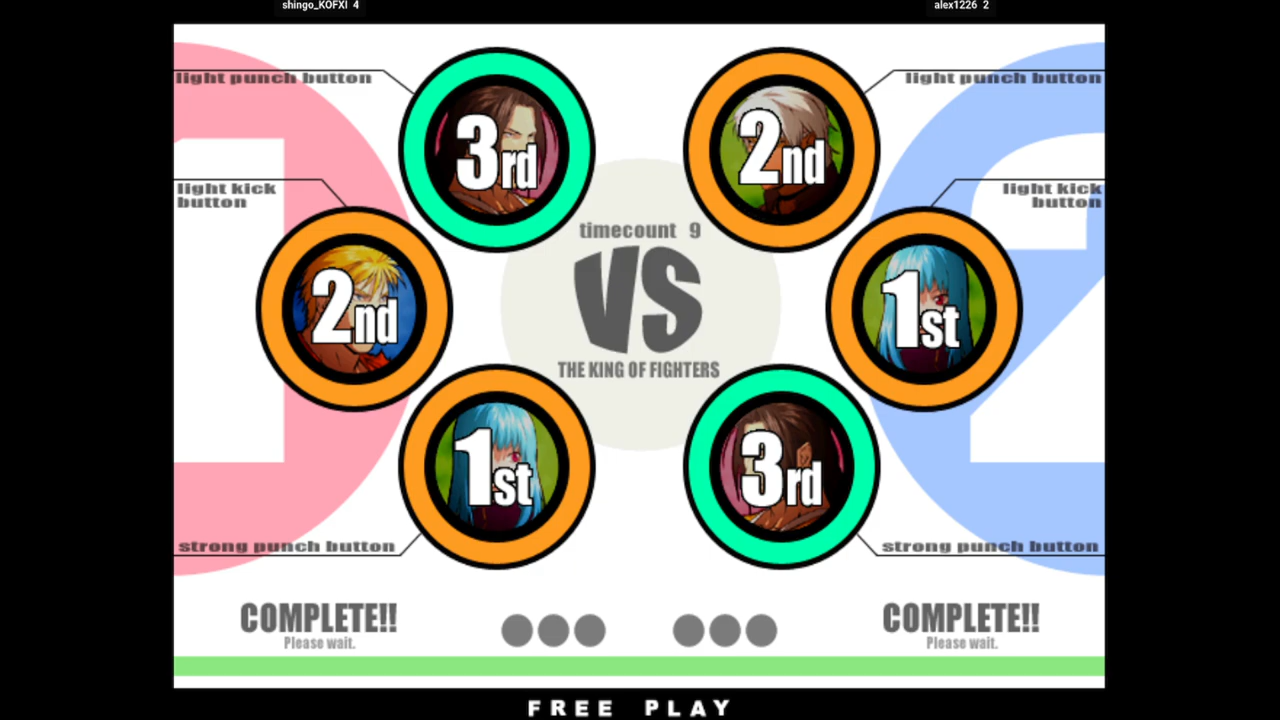 shingo_KOFXI 4
alex1226 2
light punch button
3rd
2nd
light punch button
1
light kick
button
2nd
timecount 9
VS
THE KING OF FIGHTERS
light kick
button
1st
2
1st
3rd
strong punch button
strong punch button
COMPLETE!!
Please wait.
COMPLETE!!
Please wait.
FREE PLAY